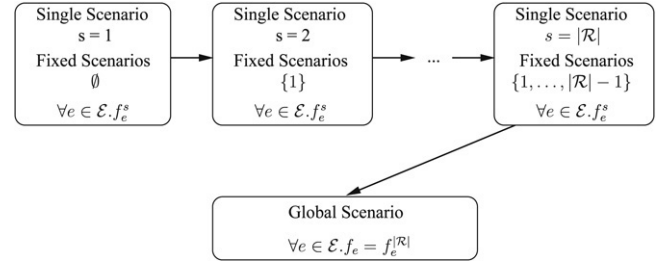 Single Scenario
s = 1
Fixed Scenarios
∅
∀e ∈ ℰ.f_e^s
Single Scenario
s = 2
Fixed Scenarios
{1}
∀e ∈ ℰ.f_e^s
...
Single Scenario
s = |ℛ|
Fixed Scenarios
{1, . . . , |ℛ| − 1}
∀e ∈ ℰ.f_e^s
Global Scenario
∀e ∈ ℰ.f_e = f_e^{|ℛ|}